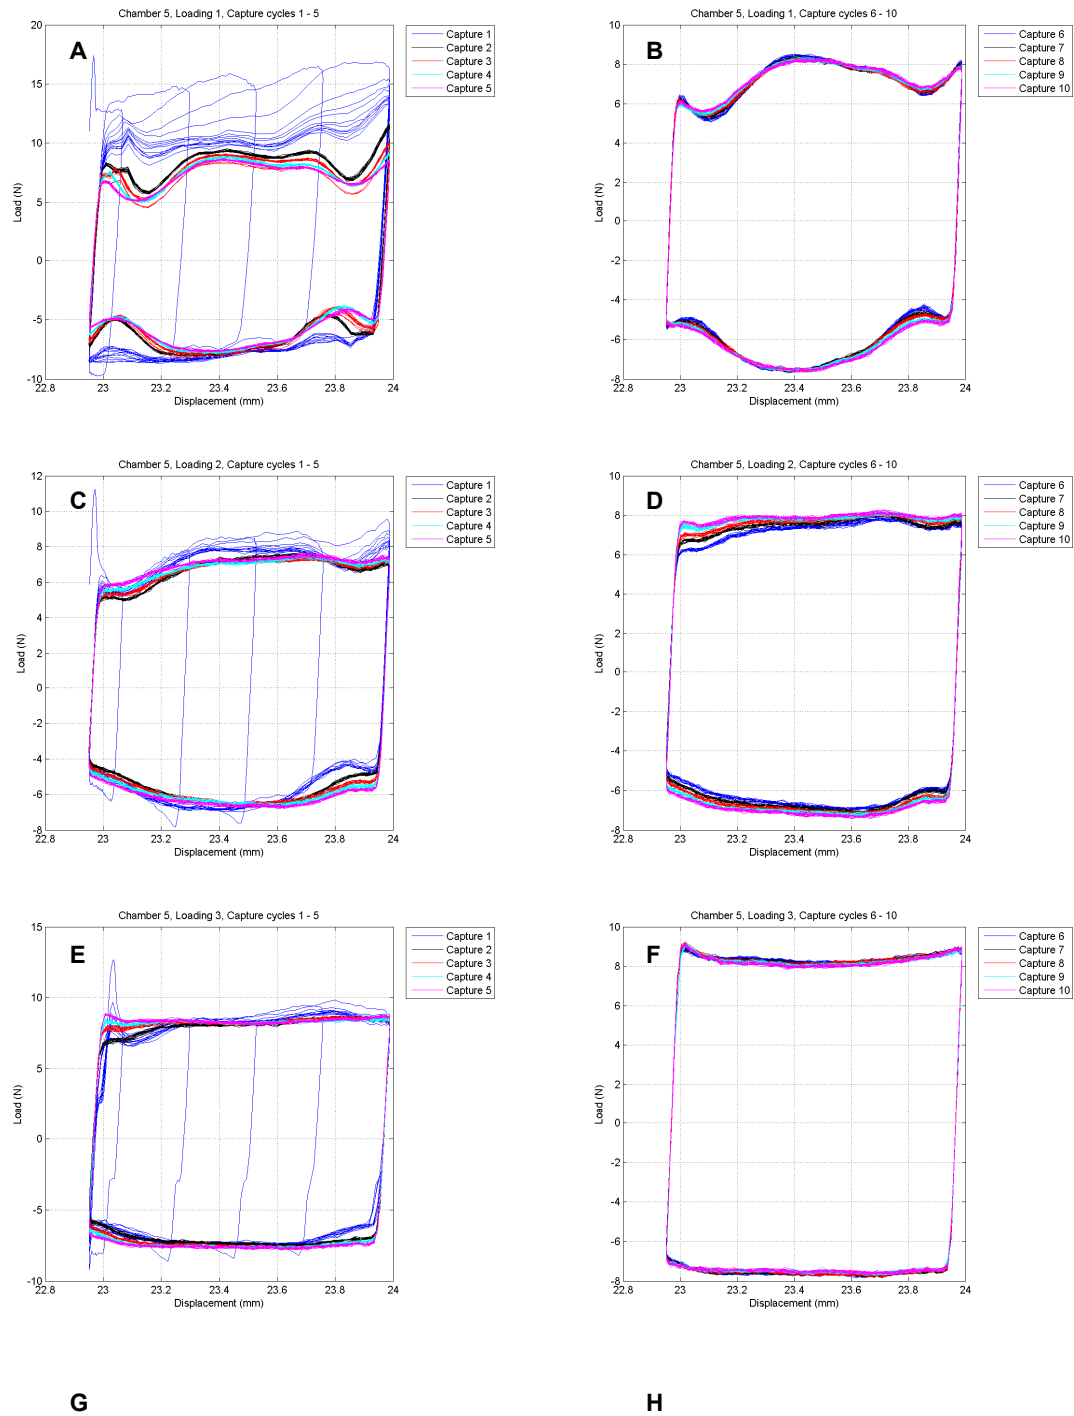 Chamber 5, Loading 1, Capture cycles 1 - 5
A
20
15
10
5
0
-5
-10
Load (N)
22.8 23 23.2 23.4 23.6 23.8 24
Displacement (mm)
Capture 1
Capture 2
Capture 3
Capture 4
Capture 5
Chamber 5, Loading 1, Capture cycles 6 - 10
B
10
8
6
4
2
0
-2
-4
-6
-8
Load (N)
22.8 23 23.2 23.4 23.6 23.8 24
Displacement (mm)
Capture 6
Capture 7
Capture 8
Capture 9
Capture 10
Chamber 5, Loading 2, Capture cycles 1 - 5
C
12
10
8
6
4
2
0
-2
-4
-6
-8
Load (N)
22.8 23 23.2 23.4 23.6 23.8 24
Displacement (mm)
Capture 1
Capture 2
Capture 3
Capture 4
Capture 5
Chamber 5, Loading 2, Capture cycles 6 - 10
D
10
8
6
4
2
0
-2
-4
-6
-8
Load (N)
22.8 23 23.2 23.4 23.6 23.8 24
Displacement (mm)
Capture 6
Capture 7
Capture 8
Capture 9
Capture 10
Chamber 5, Loading 3, Capture cycles 1 - 5
E
15
10
5
0
-5
-10
Load (N)
22.8 23 23.2 23.4 23.6 23.8 24
Displacement (mm)
Capture 1
Capture 2
Capture 3
Capture 4
Capture 5
Chamber 5, Loading 3, Capture cycles 6 - 10
F
10
8
6
4
2
0
-2
-4
-6
-8
Load (N)
22.8 23 23.2 23.4 23.6 23.8 24
Displacement (mm)
Capture 6
Capture 7
Capture 8
Capture 9
Capture 10
G
H